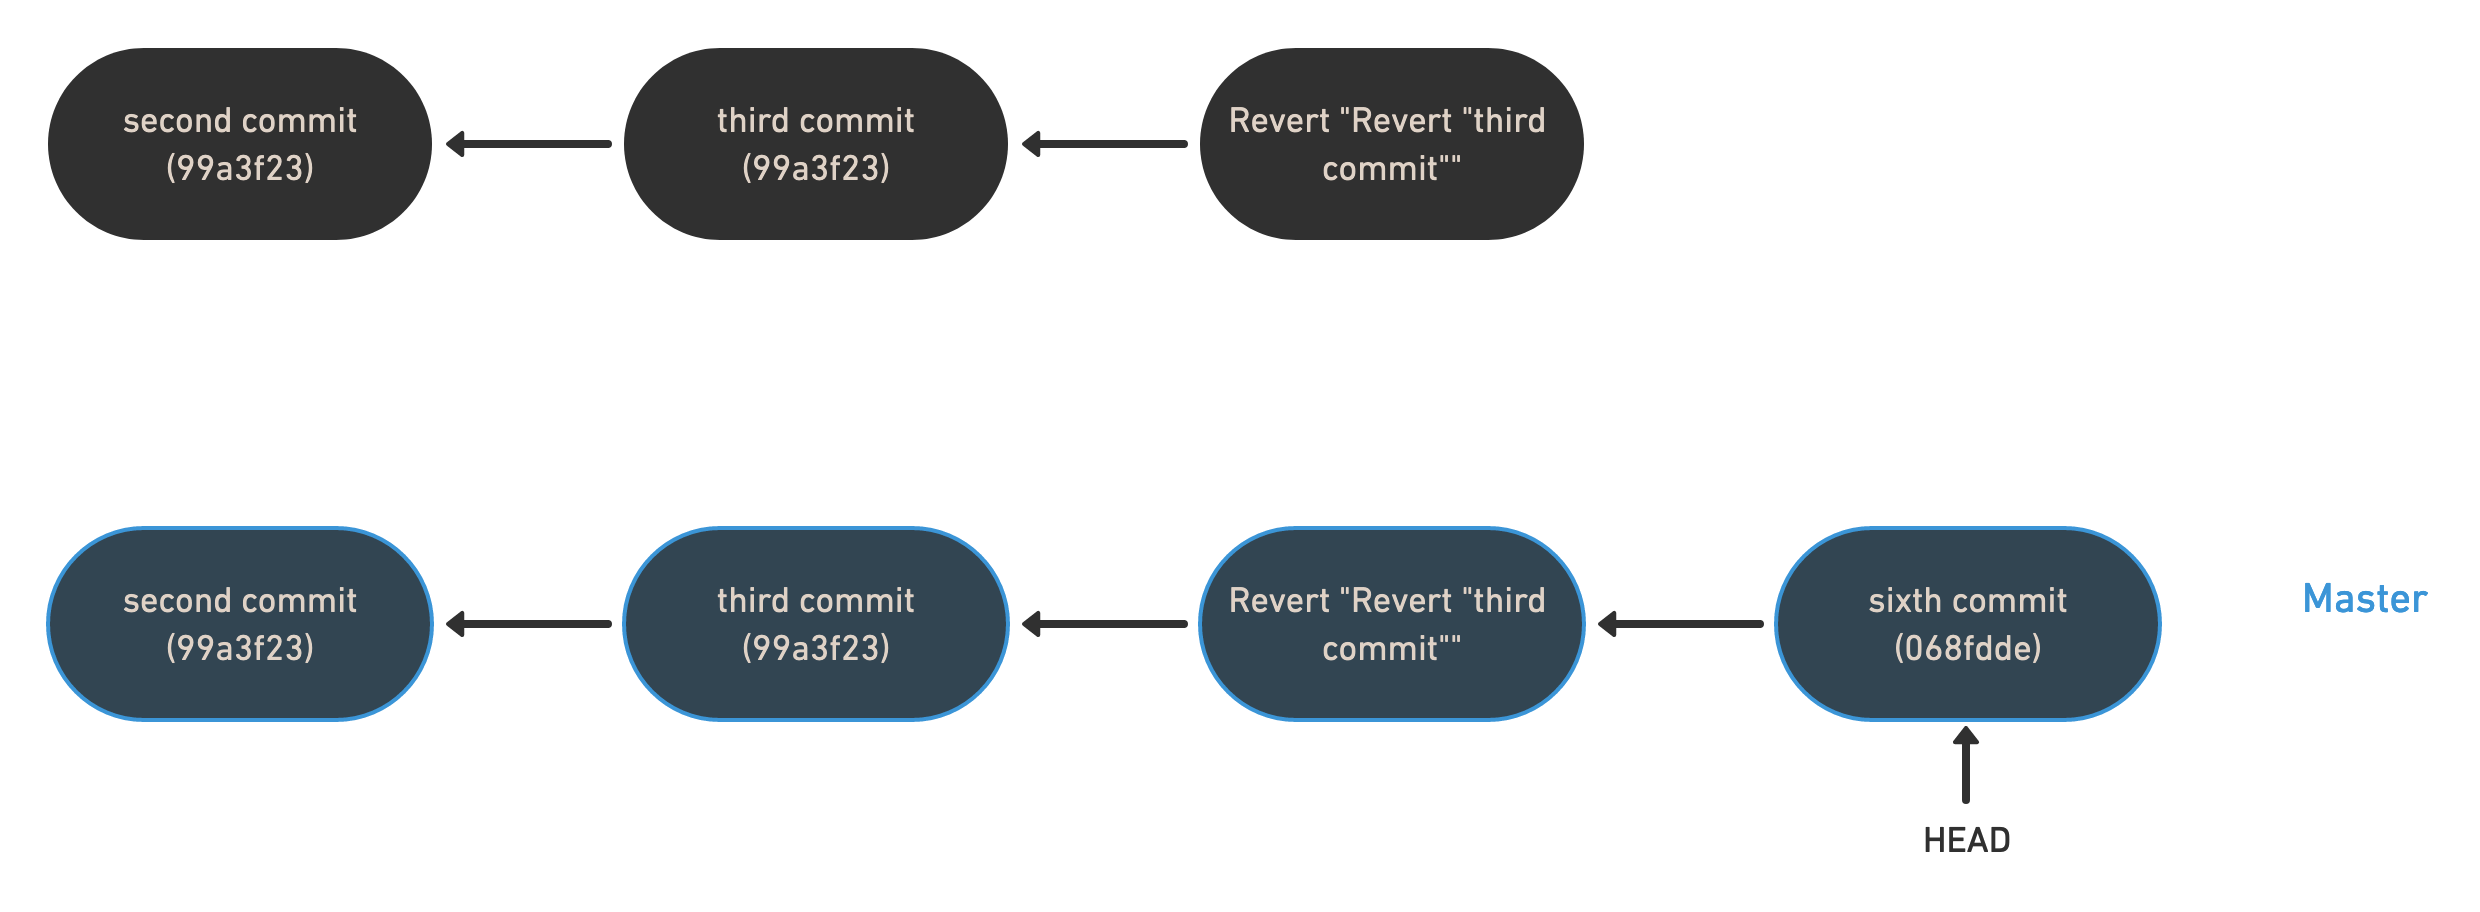 second commit
(99a3f23)
third commit
(99a3f23)
Revert "Revert "third
commit""
second commit
(99a3f23)
third commit
(99a3f23)
Revert "Revert "third
commit""
sixth commit
(068fdde)
Master
HEAD